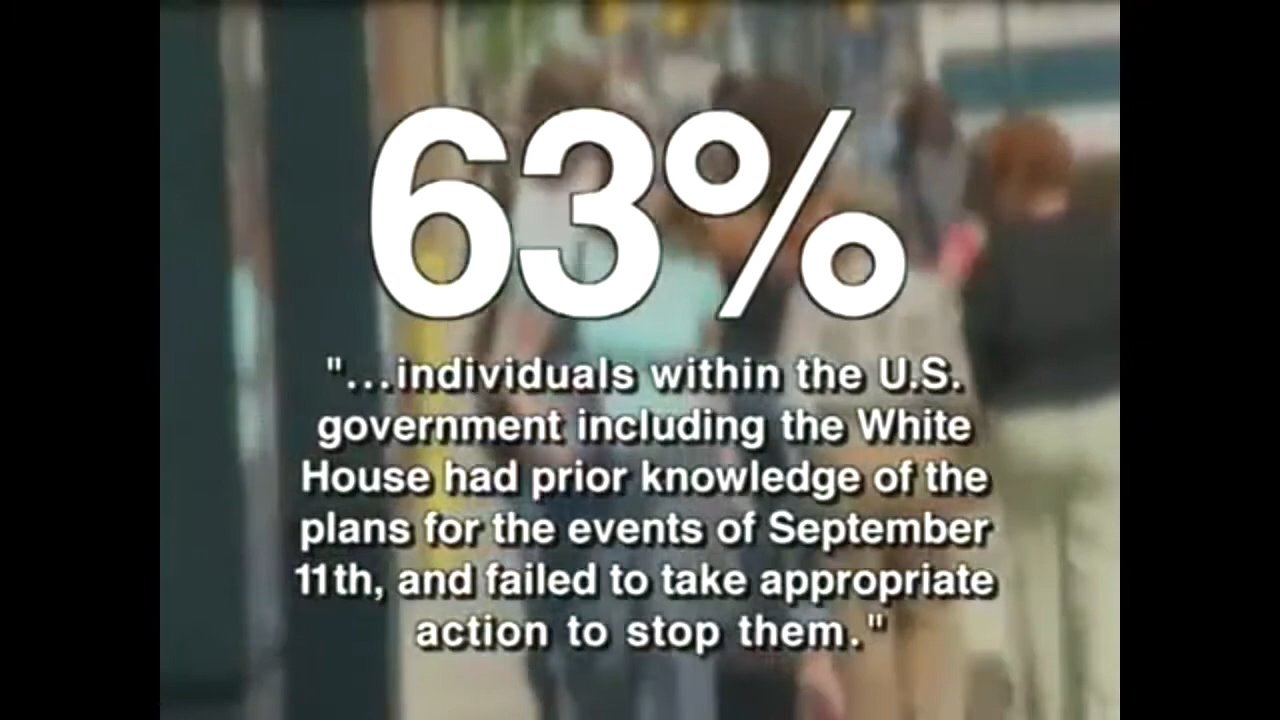 63%
"...individuals within the U.S.
government including the White
House had prior knowledge of the
plans for the events of September
11th, and failed to take appropriate
action to stop them."